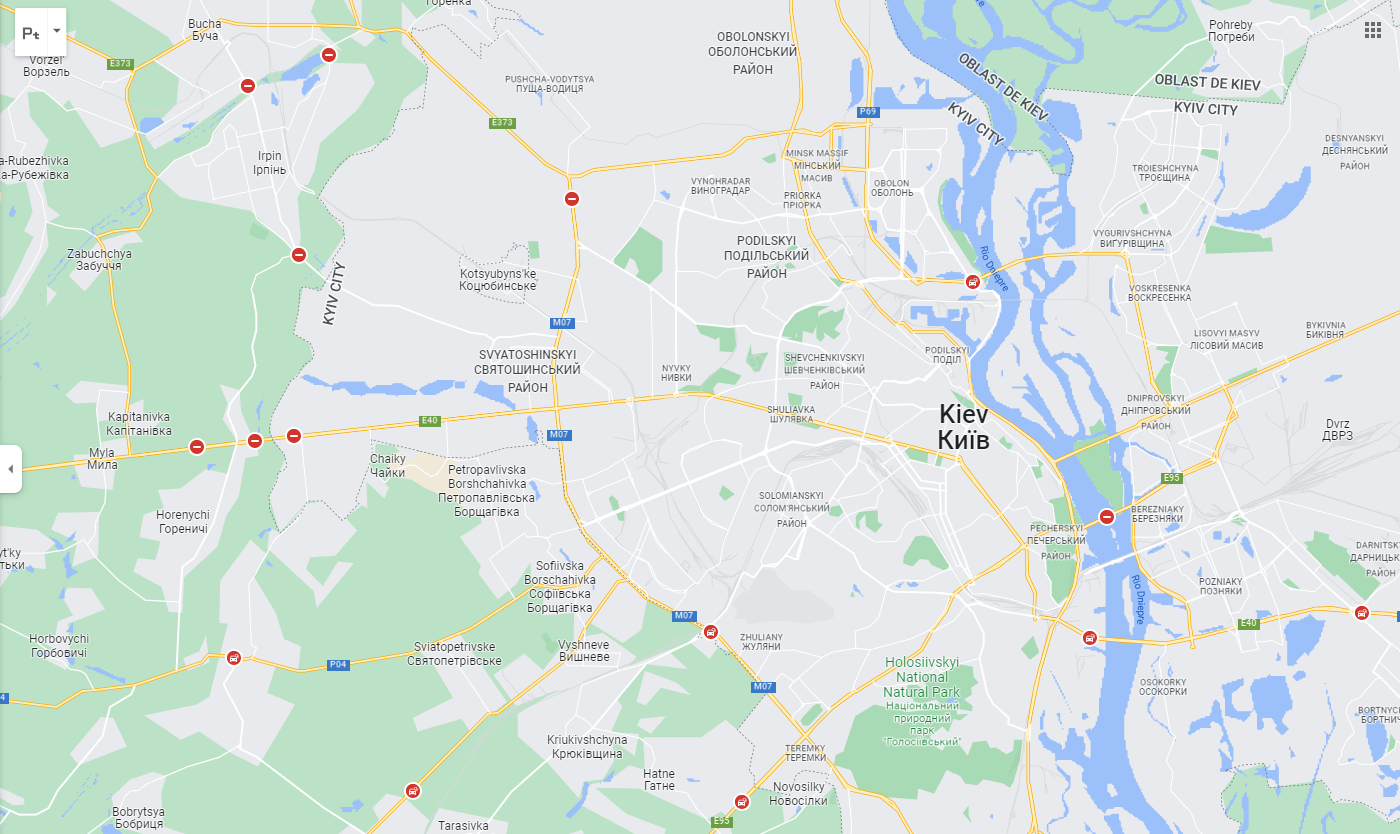 Горенка
Bucha
Буча
Vorzel'
Ворзель
E373
OBOLONSKYI
ОБОЛОНСЬКИЙ
РАЙОН
Pohreby
Погреби
PUSHCHA-VODYTSYA
ПУЩА-ВОДИЦЯ
OBLAST DE KIEV
OBLAST DE KIEV
KYIV CITY
KYIV CITY
P69
E373
DESNYANSKYI
ДЕСНЯНСЬКИЙ
РАЙОН
a-Rubezhivka
ка-Рубежівка
Irpin
Ірпінь
MINSK MASSIF
МІНСЬКИЙ
МАСИВ
TROIESHCHYNA
ТРОЄЩИНА
VYNOHRADAR
ВИНОГРАДАР
OBOLON
ОБОЛОНЬ
PRIORKA
ПРІОРКА
PODILSKYI
ПОДІЛЬСЬКИЙ
РАЙОН
VYGURIVSHCHYNA
ВИГУРІВЩИНА
Zabuchchya
Забуччя
KYIV CITY
Kotsyubyns'ke
Коцюбинське
Rio Dniepre
VOSKRESENKA
ВОСКРЕСЕНКА
M07
LISOVYI MASYV
ЛІСОВИЙ МАСИВ
BYKIVNIA
БИКІВНЯ
SVYATOSHINSKYI
СВЯТОШИНСЬКИЙ
РАЙОН
NYVKY
НИВКИ
SHEVCHENKIVSKYI
ШЕВЧЕНКІВСЬКИЙ
РАЙОН
PODILSKYI
ПОДІЛ
Kapitanivka
Капітанівка
E40
M07
SHULIAVKA
ШУЛЯВКА
Kiev
Київ
DNIPROVSKYI
ДНІПРОВСЬКИЙ
РАЙОН
Dvrz
ДВРЗ
Myla
Мила
Chaiky
Чайки
Petropavlivska
Borshchahivka
Петропавлівська
Борщагівка
E95
Horenychi
Гореничі
SOLOMIANSKYI
СОЛОМ'ЯНСЬКИЙ
РАЙОН
BEREZNIAKY
БЕРЕЗНЯКИ
PECHERSKYI
ПЕЧЕРСЬКИЙ
РАЙОН
DARNITS
ДАРНИЦЬ
РАЙОН
Sofiivska
Borschahivka
Софіївська
Борщагівка
POZNIAKY
ПОЗНЯКИ
Rio Dniepre
M07
E40
Horbovychi
Горбовичі
Sviatopetrivske
Святопетрівське
Vyshneve
Вишневе
ZHULIANY
ЖУЛЯНИ
P04
Holosiivskyi
National
Natural Park
Національний
природний
парк
"Голосіївський"
M07
OSOKORKY
ОСОКОРКИ
BORTNYC
БОРТНИЧ
Kriukivshchyna
Крюківщина
TEREMKY
ТЕРЕМКИ
Hatne
Гатне
Novosilky
Новосілки
E95
Bobrytsya
Бобриця
Tarasivka